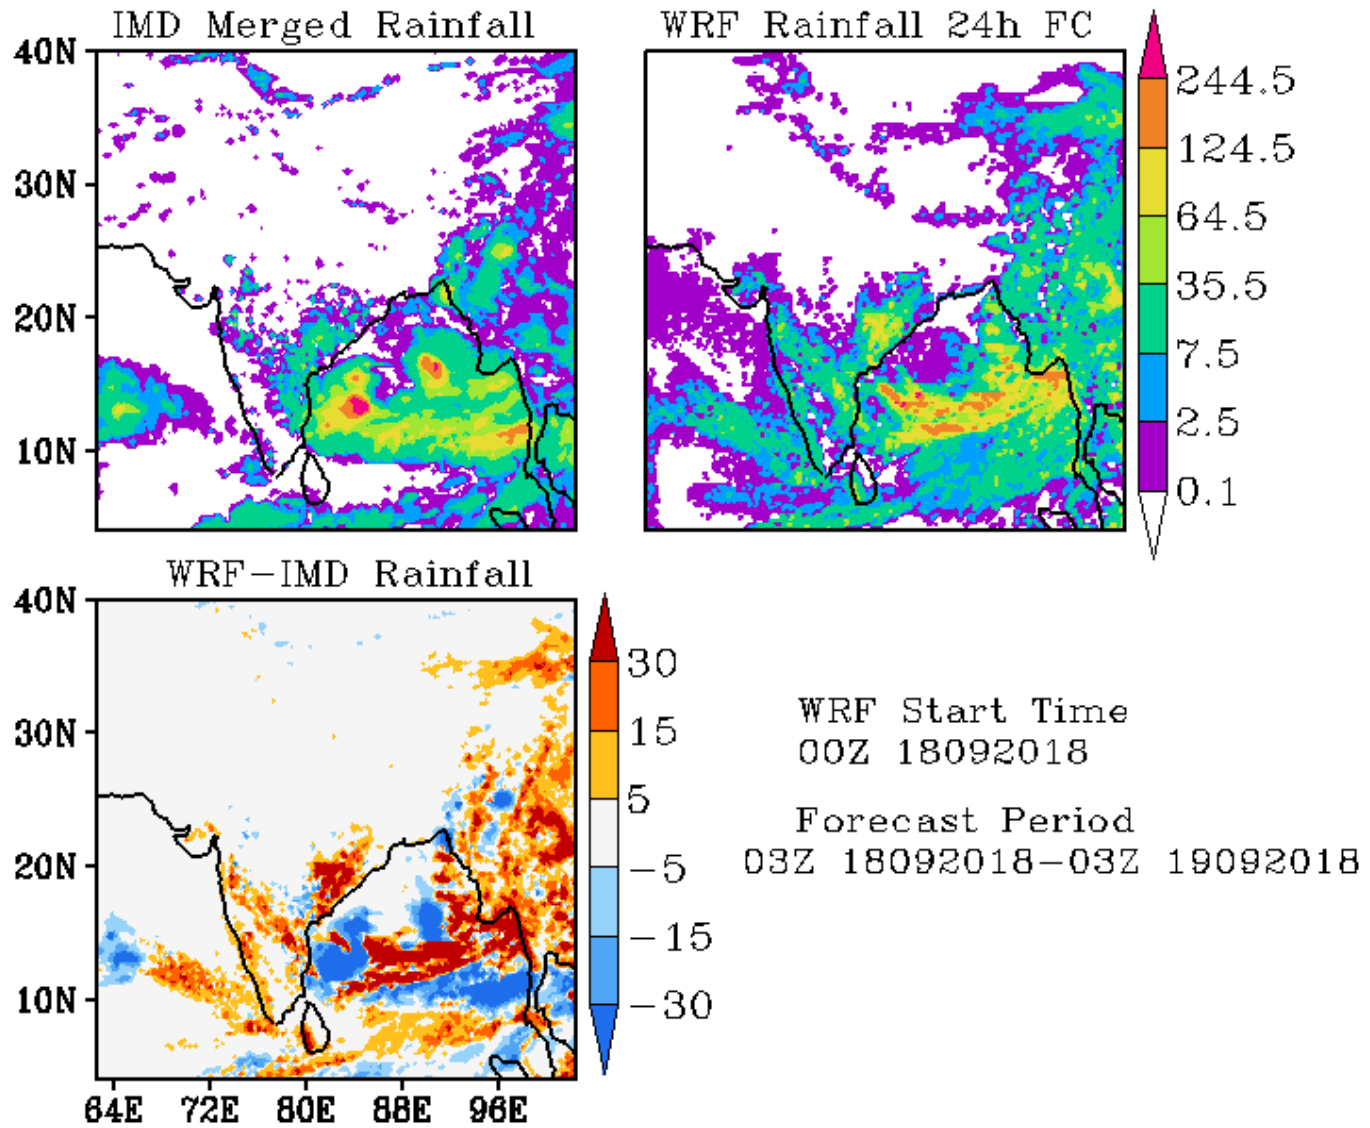 IMD Merged Rainfall
WRF Rainfall 24h FC
40N
30N
20N
10N
244.5
124.5
64.5
35.5
7.5
2.5
0.1
WRF-IMD Rainfall
40N
30N
20N
10N
64E 72E 80E 88E 96E
30
15
5
-5
-15
-30
WRF Start Time
00Z 18092018
Forecast Period
03Z 18092018-03Z 19092018